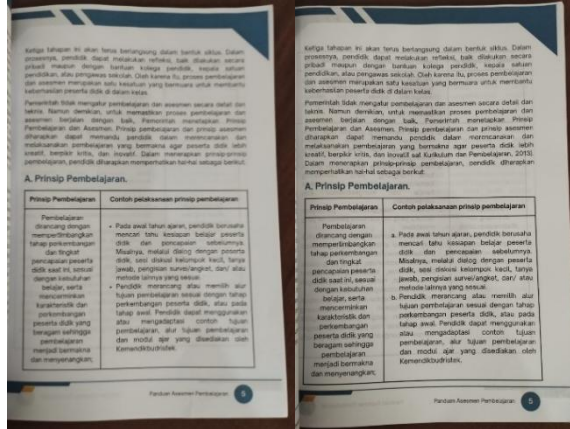 Ketiga tahapan ini akan terus berlangsung dalam bentuk siklus. Dalam
prosesnya, pendidik dapat melakukan refleksi, baik dilakukan secara
pribadi maupun dengan bantuan kolega pendidik, kepala satuan
pendidikan, atau pengawas sekolah. Oleh karena itu, proses pembelajaran
dan asesmen merupakan satu kesatuan yang bermuara untuk membantu
keberhasilan peserta didik di dalam kelas.
Pemerintah tidak mengatur pembelajaran dan asesmen secara detail dan
teknis. Namun demikian, untuk memastikan proses pembelajaran dan
asesmen berjalan dengan baik, Pemerintah menetapkan Prinsip
Pembelajaran dan Asesmen. Prinsip pembelajaran dan prinsip asesmen
diharapkan dapat memandu pendidik dalam merencanakan dan
melaksanakan pembelajaran yang bermakna agar peserta didik lebih
kreatif, berpikir kritis, dan inovatif. Dalam menerapkan prinsip-prinsip
pembelajaran, pendidik diharapkan memperhatikan hal-hal sebagai berikut
A. Prinsip Pembelajaran.
Prinsip Pembelajaran
Contoh pelaksanaan prinsip pembelajaran
Pembelajaran
dirancang dengan
mempertimbangkan
tahap perkembangan
dan tingkat
pencapaian peserta
didik saat ini, sesuai
dengan kebutuhan
belajar, serta
mencerminkan
karakteristik dan
perkembangan
peserta didik yang
beragam sehingga
pembelajaran
menjadi bermakna
dan menyenangkan;
• Pada awal tahun ajaran, pendidik berusaha
mencari tahu kesiapan belajar peserta
didik dan pencapaian sebelumnya.
Misalnya, melalui dialog dengan peserta
didik, sesi diskusi kelompok kecil, tanya
jawab, pengisian survei/angket, dan/ atau
metode lainnya yang sesuai.
• Pendidik merancang atau memilih alur
tujuan pembelajaran sesuai dengan tahap
perkembangan peserta didik, atau pada
tahap awal. Pendidik dapat menggunakan
atau mengadaptasi contoh tujuan
pembelajaran, alur tujuan pembelajaran
dan modul ajar yang disediakan oleh
Kemendikbudristek.
Panduan Asesmen Pembelajaran 5
Ketiga tahapan ini akan terus berlangsung dalam bentuk siklus. Dalam
prosesnya, pendidik dapat melakukan refleksi, baik dilakukan secara
pribadi maupun dengan bantuan kolega pendidik, kepala satuan
pendidikan, atau pengawas sekolah. Oleh karena itu, proses pembelajaran
dan asesmen merupakan satu kesatuan yang bermuara untuk membantu
keberhasilan peserta didik di dalam kelas.
Pemerintah tidak mengatur pembelajaran dan asesmen secara detail dan
teknis. Namun demikian, untuk memastikan proses pembelajaran dan
asesmen berjalan dengan baik, Pemerintah menetapkan Prinsip
Pembelajaran dan Asesmen. Prinsip pembelajaran dan prinsip asesmen
diharapkan dapat memandu pendidik dalam merencanakan dan
melaksanakan pembelajaran yang bermakna agar peserta didik lebih
kreatif, berpikir kritis, dan inovatif Kurikulum dan Pembelajaran, 2013).
Dalam menerapkan prinsip-prinsip pembelajaran, pendidik diharapkan
memperhatikan hal-hal sebagai berikut
A. Prinsip Pembelajaran.
Prinsip Pembelajaran
Contoh pelaksanaan prinsip pembelajaran
Pembelajaran
dirancang dengan
mempertimbangkan
tahap perkembangan
dan tingkat
pencapaian peserta
didik saat ini, sesuai
dengan kebutuhan
belajar, serta
mencerminkan
karakteristik dan
perkembangan
peserta didik yang
beragam sehingga
pembelajaran
menjadi bermakna
dan menyenangkan;
a. Pada awal tahun ajaran, pendidik berusaha
mencari tahu kesiapan belajar peserta
didik dan pencapaian sebelumnya.
Misalnya, melalui dialog dengan peserta
didik, sesi diskusi kelompok kecil, tanya
jawab, pengisian survei/angket, dan/ atau
metode lainnya yang sesuai.
b. Pendidik merancang atau memilih alur
tujuan pembelajaran sesuai dengan tahap
perkembangan peserta didik, atau pada
tahap awal. Pendidik dapat menggunakan
atau mengadaptasi contoh tujuan
pembelajaran, alur tujuan pembelajaran
dan modul ajar yang disediakan oleh
Kemendikbudristek.
Panduan Asesmen Pembelajaran 5